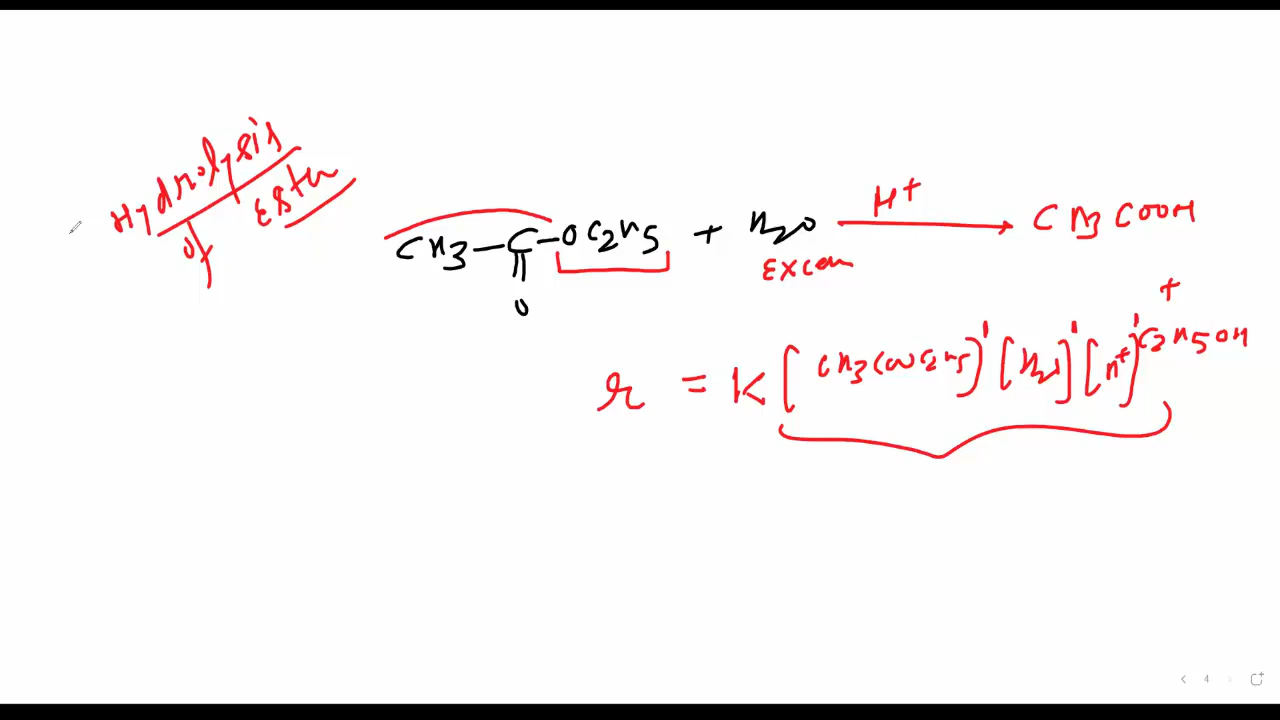 Hydrolysis
of Ester
CH3—C—OC2H5 + H2O H+ → CH3COOH
O
Excess
+
C2H5OH
r = K[CH3COOC2H5]¹[H2O]¹[H+]¹
4